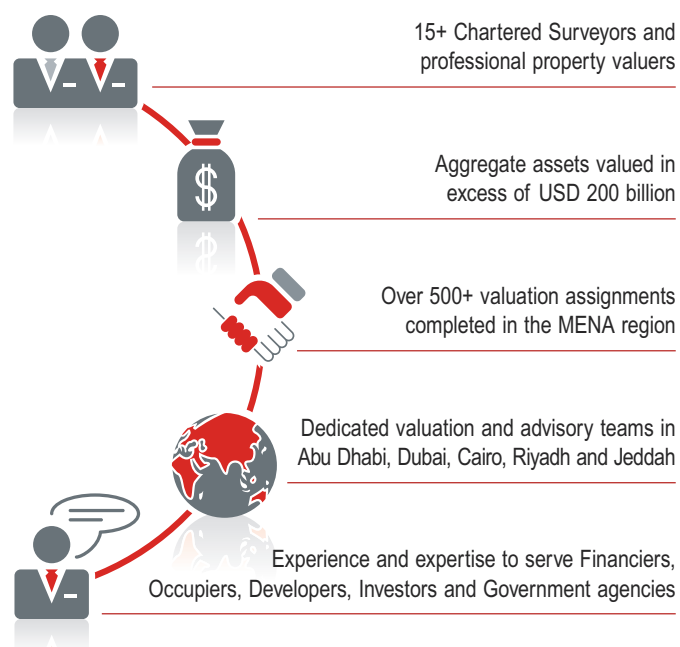 15+ Chartered Surveyors and
professional property valuers
$
Aggregate assets valued in
excess of USD 200 billion
Over 500+ valuation assignments
completed in the MENA region
Dedicated valuation and advisory teams in
Abu Dhabi, Dubai, Cairo, Riyadh and Jeddah
Experience and expertise to serve Financiers,
Occupiers, Developers, Investors and Government agencies